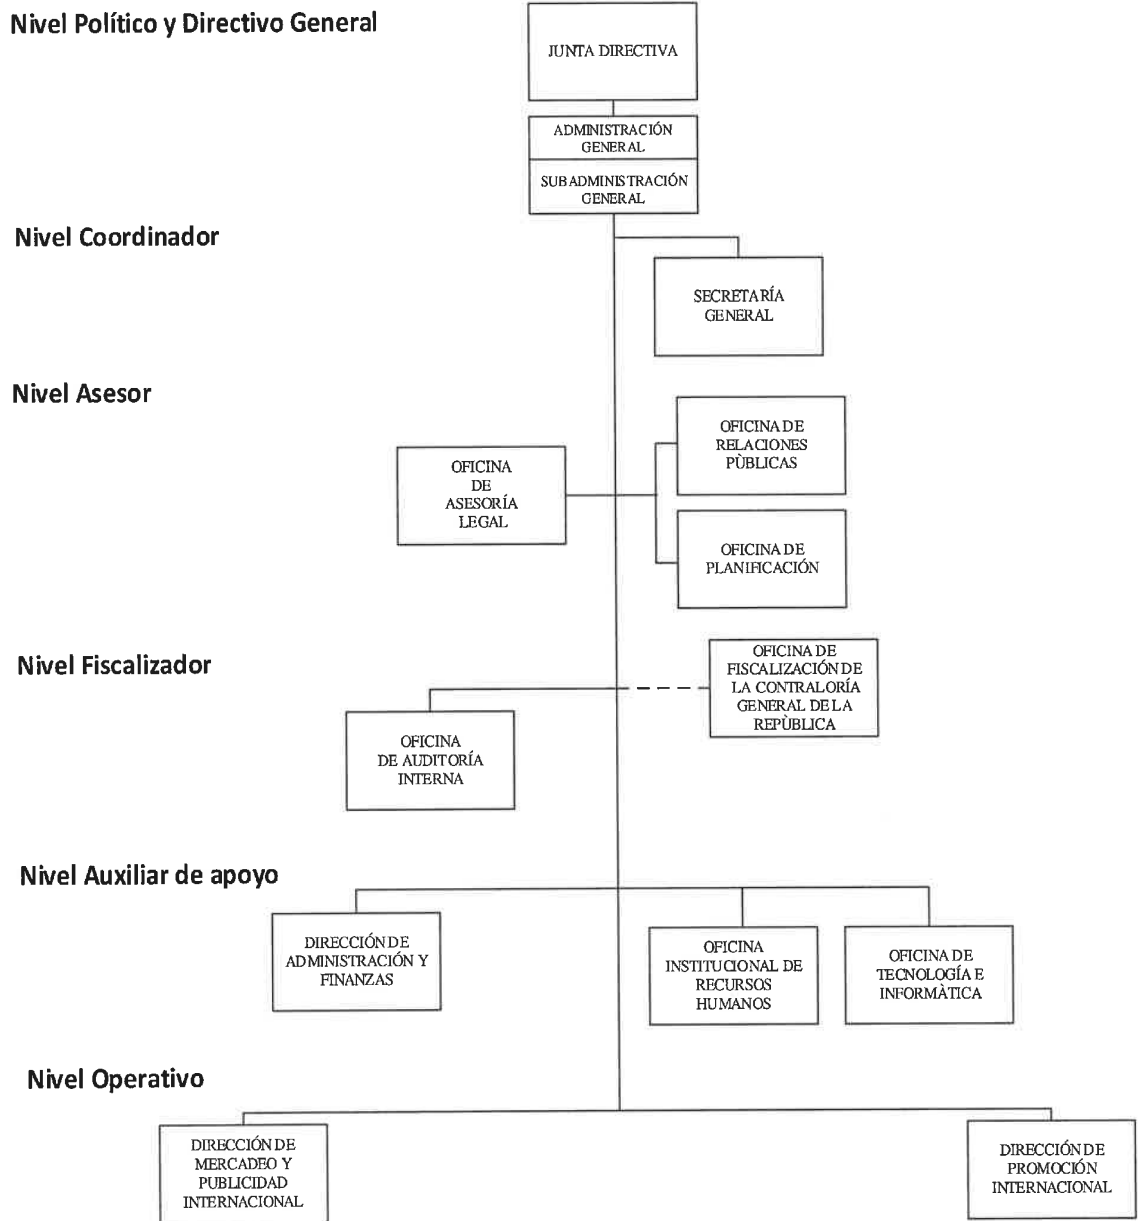 Nivel Político y Directivo General
JUNTA DIRECTIVA
ADMINISTRACIÓN
GENERAL
SUBADMINISTRACIÓN
GENERAL
Nivel Coordinador
SECRETARÍA
GENERAL
Nivel Asesor
OFICINA DE
RELACIONES
PÙBLICAS
OFICINA
DE
ASESORÍA
LEGAL
OFICINA DE
PLANIFICACIÓN
Nivel Fiscalizador
OFICINA DE
FISCALIZACIÓN DE
LA CONTRALORÍA
GENERAL DE LA
REPÙBLICA
OFICINA
DE AUDITORÍA
INTERNA
Nivel Auxiliar de apoyo
DIRECCIÓN DE
ADMINISTRACIÓN Y
FINANZAS
OFICINA
INSTITUCIONAL DE
RECURSOS
HUMANOS
OFICINA DE
TECNOLOGÍA E
INFORMÀTICA
Nivel Operativo
DIRECCIÓN DE
MERCADEO Y
PUBLICIDAD
INTERNACIONAL
DIRECCIÓN DE
PROMOCIÓN
INTERNACIONAL